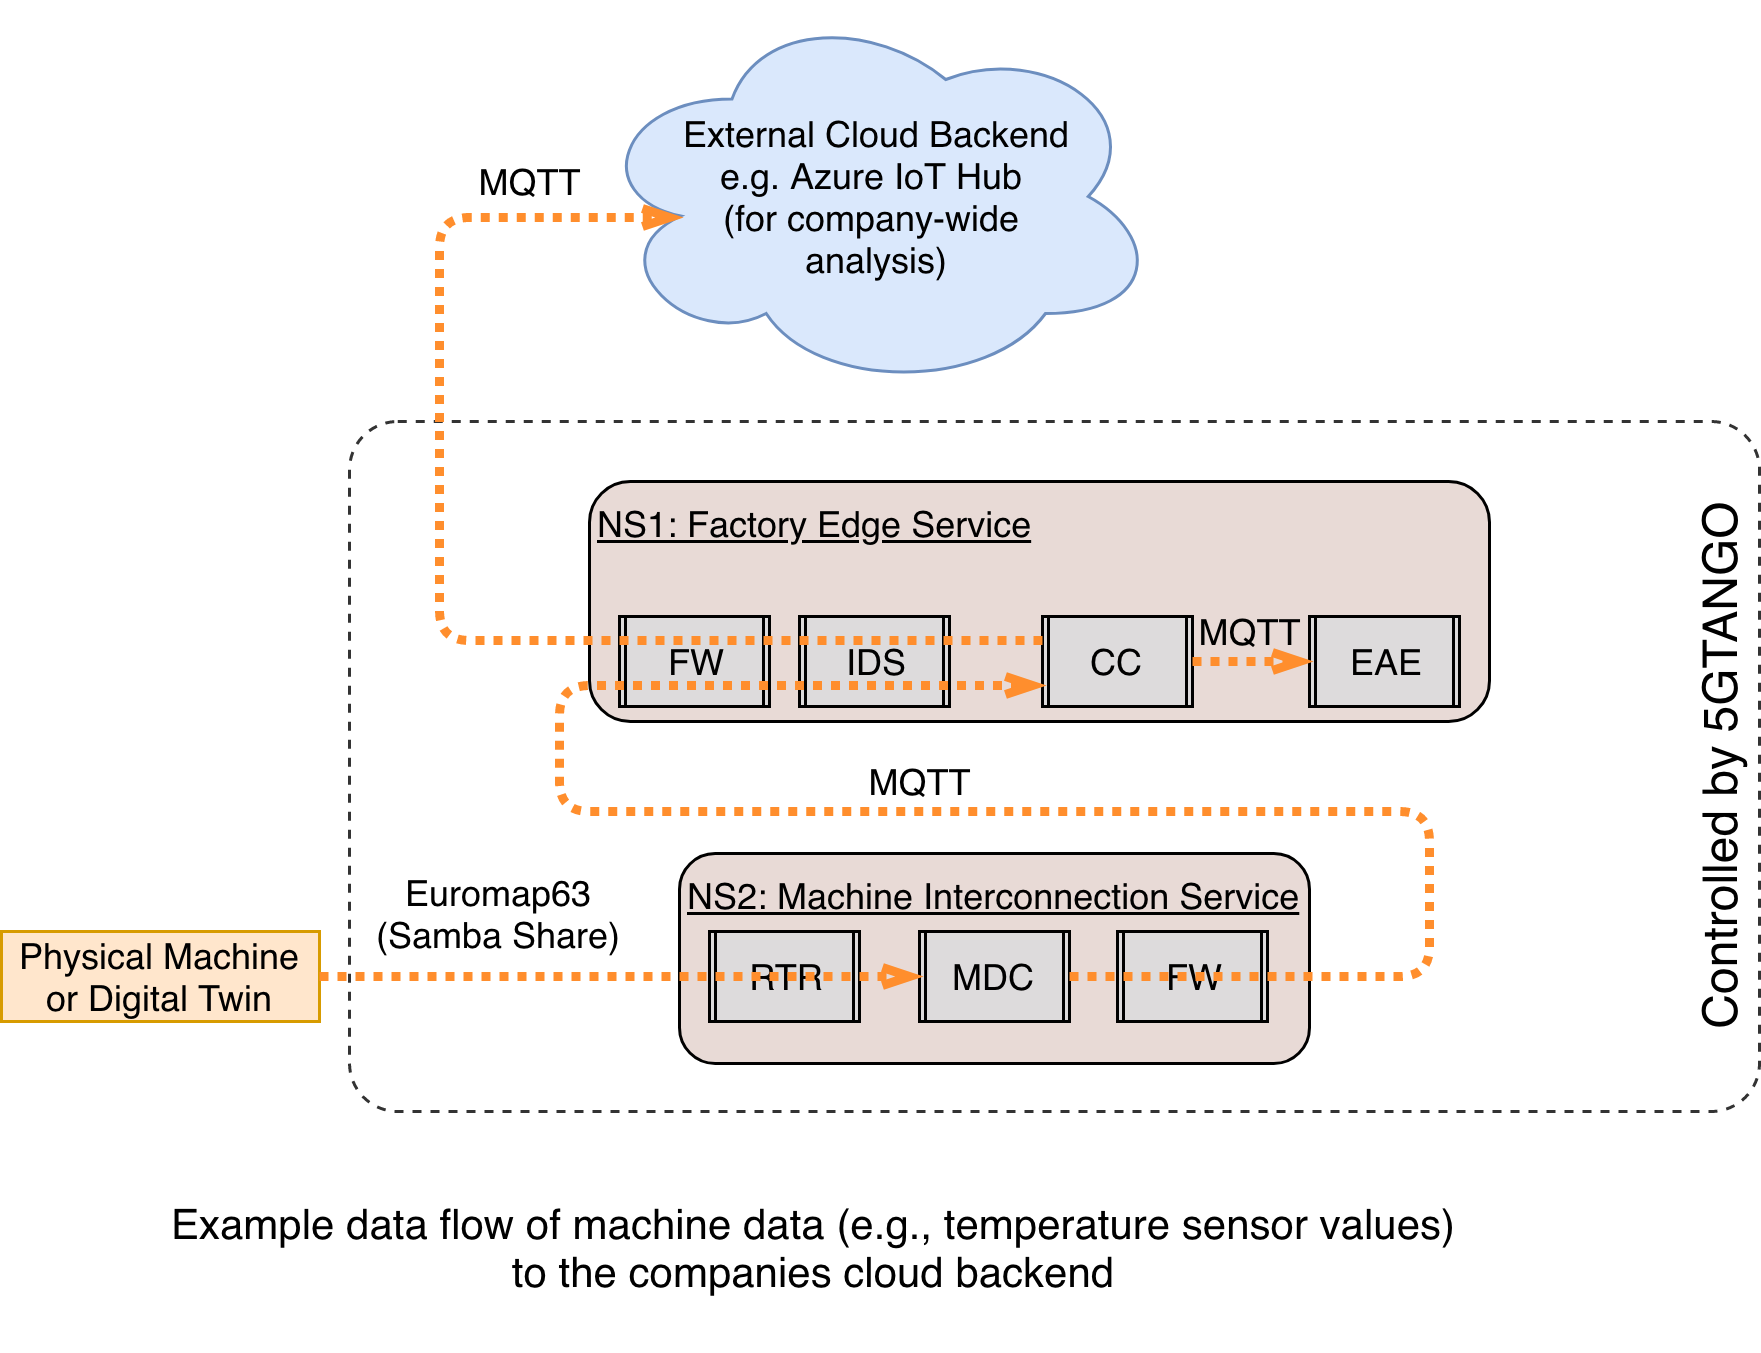 External Cloud Backend
e.g. Azure IoT Hub
(for company-wide
analysis)
MQTT
NS1: Factory Edge Service
FW
IDS
CC
MQTT
EAE
MQTT
Controlled by 5GTANGO
Euromap63
(Samba Share)
NS2: Machine Interconnection Service
Physical Machine
or Digital Twin
RTR
MDC
FW
Example data flow of machine data (e.g., temperature sensor values)
to the companies cloud backend